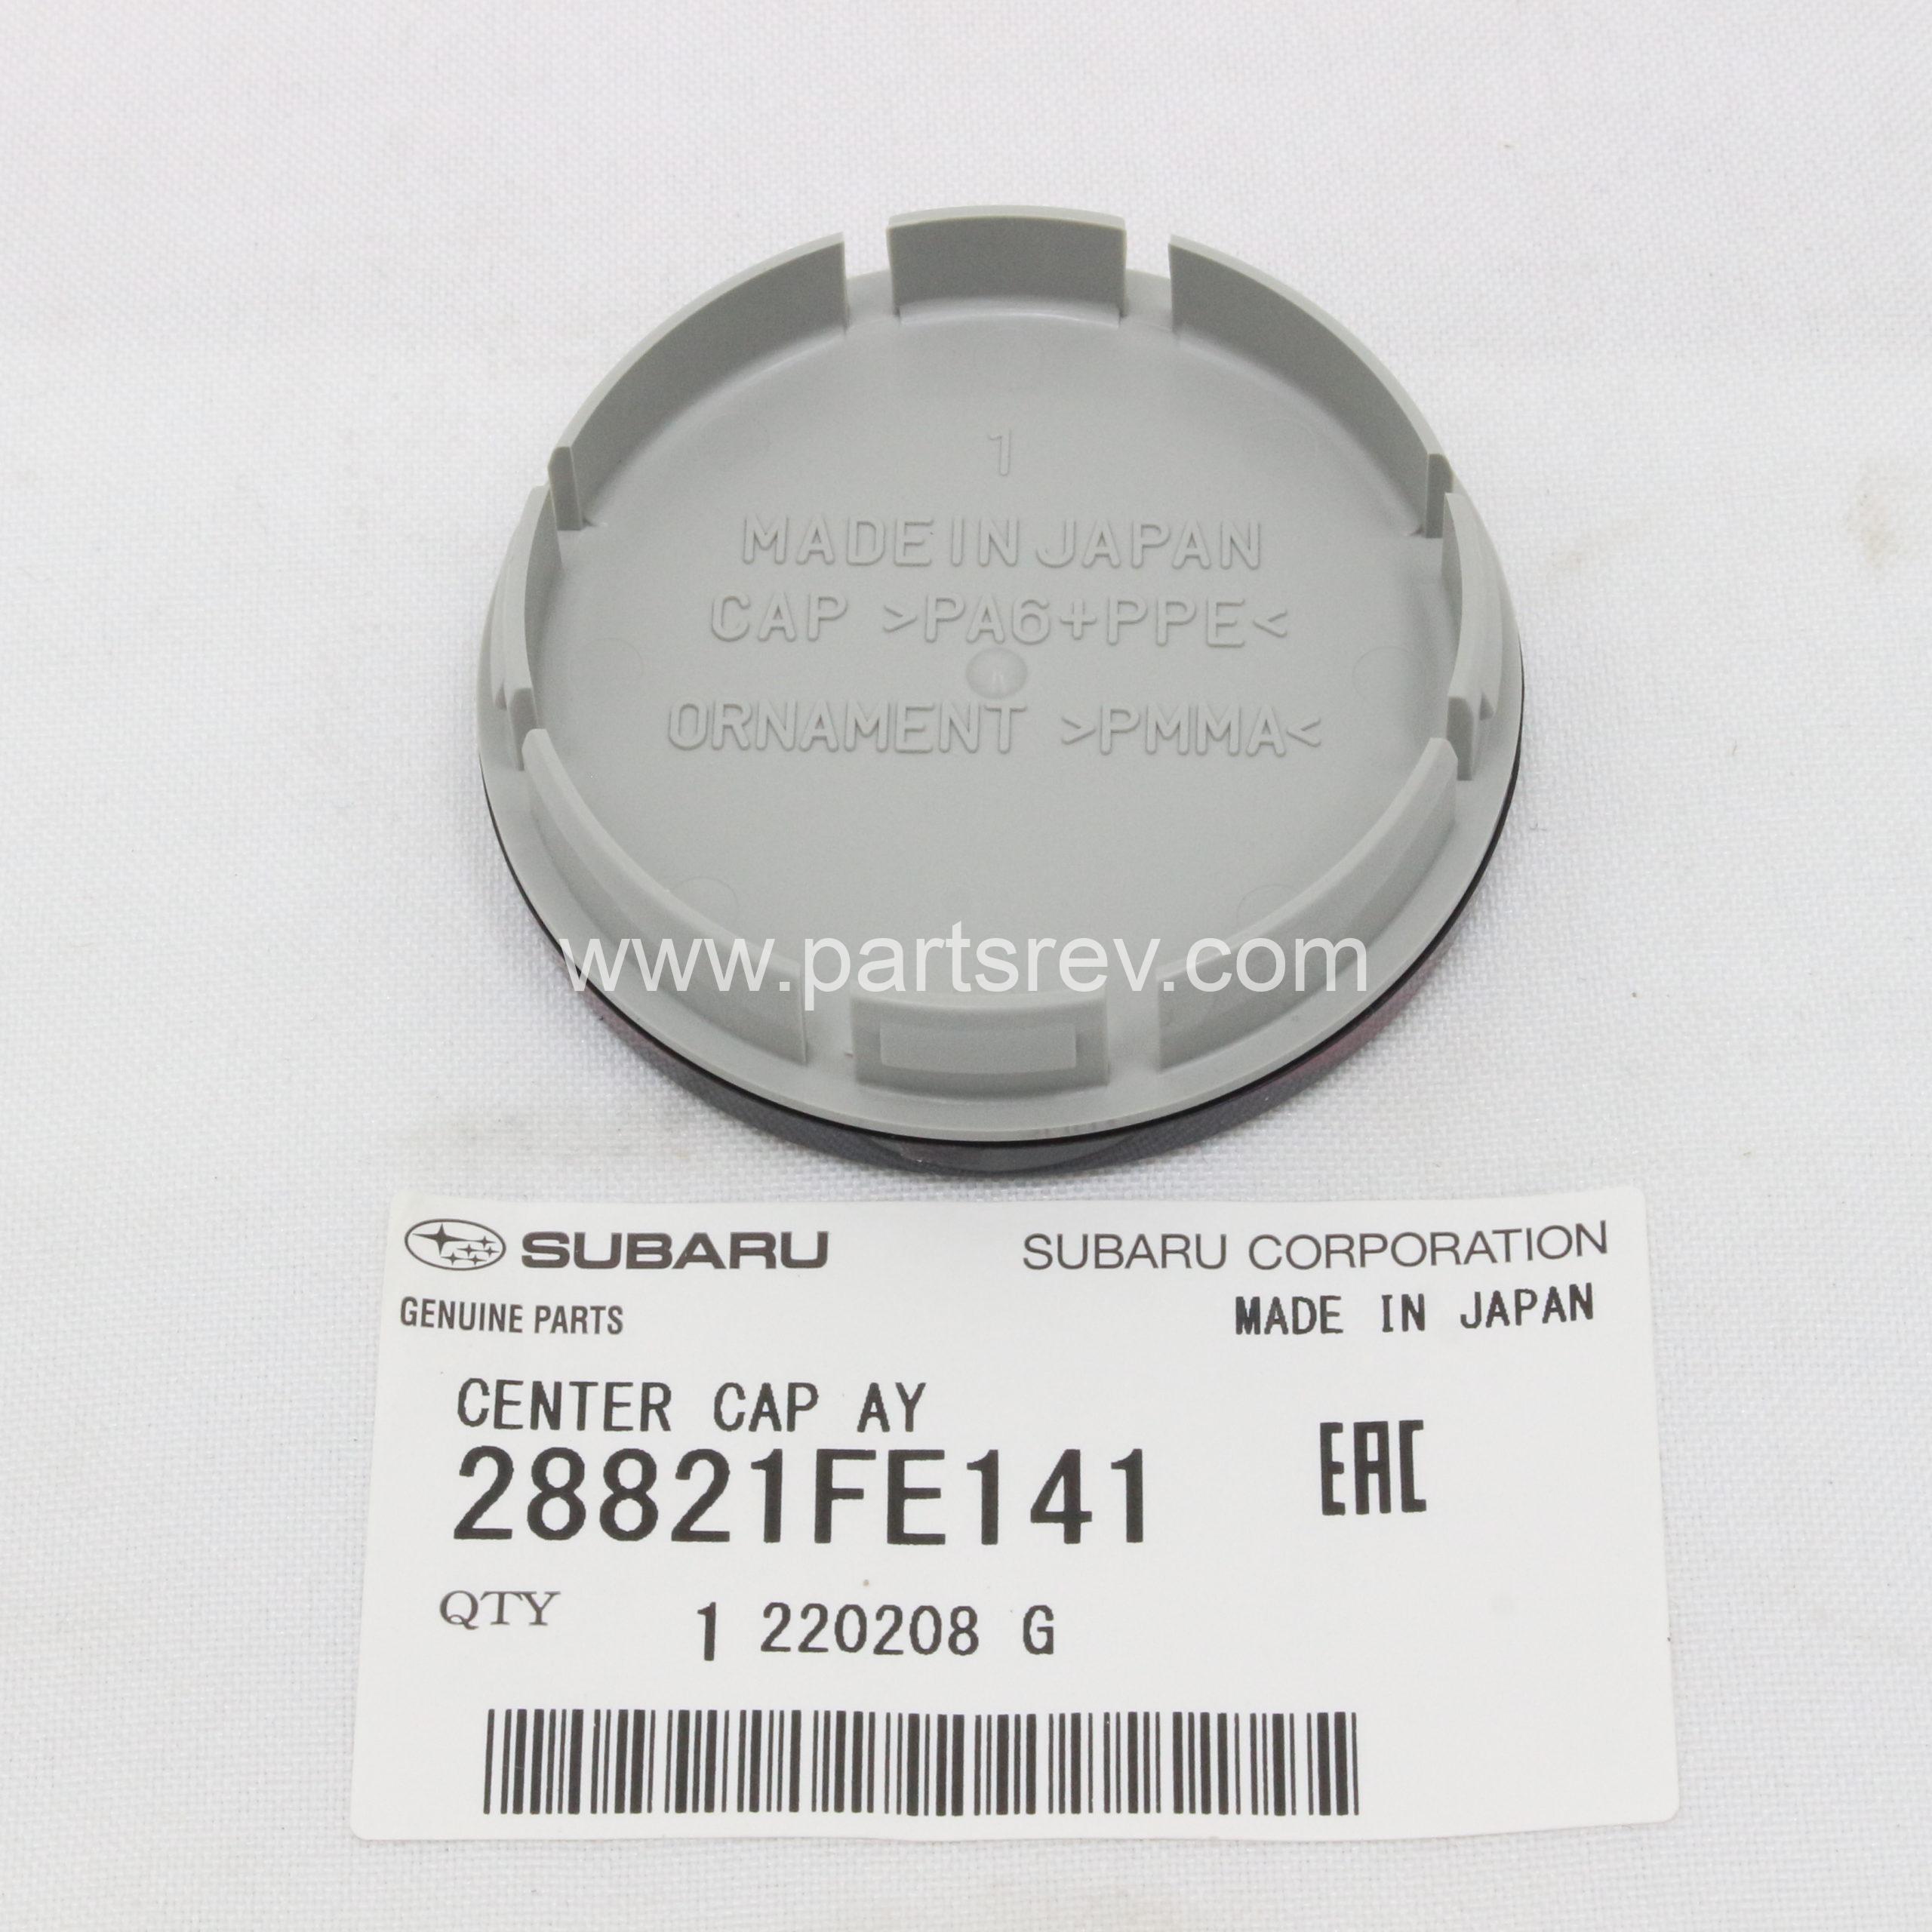 1
MADE IN JAPAN
CAP >PA6+PPE<
ORNAMENT >PMMA<
www.partsrev.com
SUBARU SUBARU CORPORATION
GENUINE PARTS MADE IN JAPAN
CENTER CAP AY
28821FE141 EAC
QTY 1 220208 G